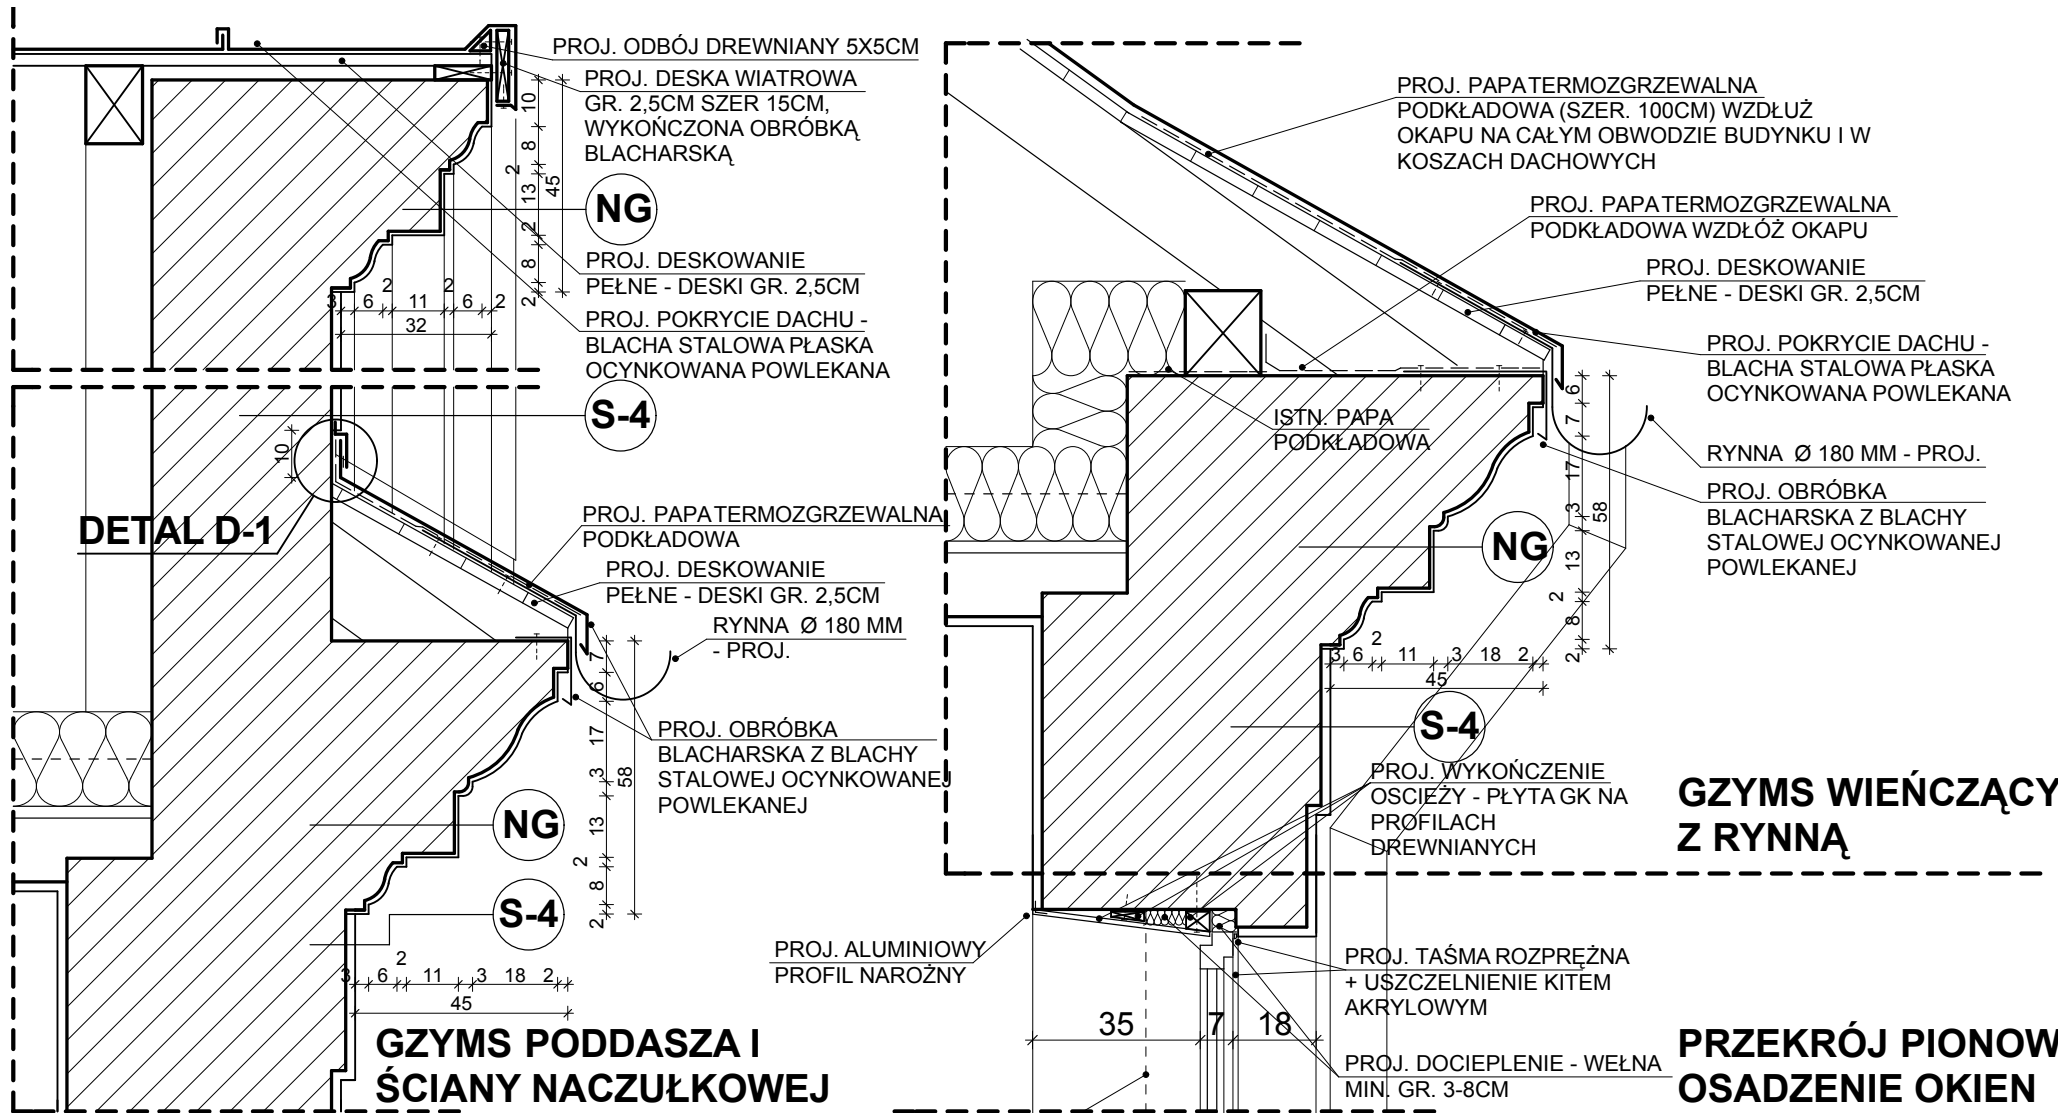 PROJ. ODBÓJ DREWNIANY 5X5CM
PROJ. DESKA WIATROWA
GR. 2,5CM SZER 15CM,
WYKOŃCZONA OBRÓBKĄ
BLACHARSKĄ
10
8
2
13
45
2
8
2
NG
PROJ. DESKOWANIE
PEŁNE - DESKI GR. 2,5CM
2
2
3
6
11
6
2
32
PROJ. POKRYCIE DACHU -
BLACHA STALOWA PŁASKA
OCYNKOWANA POWLEKANA
S-4
10
DETAL D-1
PROJ. PAPA TERMOZGRZEWALNA
PODKŁADOWA
PROJ. DESKOWANIE
PEŁNE - DESKI GR. 2,5CM
RYNNA Ø 180 MM
- PROJ.
7
6
17
3
58
13
2
8
2
PROJ. OBRÓBKA
BLACHARSKA Z BLACHY
STALOWEJ OCYNKOWANEJ
POWLEKANEJ
NG
S-4
2
3
6
11
3
18
2
45
GZYMS PODDASZA I
ŚCIANY NACZUŁKOWEJ
PROJ. PAPA TERMOZGRZEWALNA
PODKŁADOWA (SZER. 100CM) WZDŁUŻ
OKAPU NA CAŁYM OBWODZIE BUDYNKU I W
KOSZACH DACHOWYCH
PROJ. PAPA TERMOZGRZEWALNA
PODKŁADOWA WZDŁÓŻ OKAPU
PROJ. DESKOWANIE
PEŁNE - DESKI GR. 2,5CM
PROJ. POKRYCIE DACHU -
BLACHA STALOWA PŁASKA
OCYNKOWANA POWLEKANA
ISTN. PAPA
PODKŁADOWA
6
7
17
3
58
13
2
8
2
RYNNA Ø 180 MM - PROJ.
PROJ. OBRÓBKA
BLACHARSKA Z BLACHY
STALOWEJ OCYNKOWANEJ
POWLEKANEJ
NG
2
3
6
11
3
18
2
45
S-4
PROJ. WYKOŃCZENIE
OSCIEŻY - PŁYTA GK NA
PROFILACH
DREWNIANYCH
GZYMS WIEŃCZĄCY
Z RYNNĄ
PROJ. ALUMINIOWY
PROFIL NAROŻNY
PROJ. TAŚMA ROZPRĘŻNA
+ USZCZELNIENIE KITEM
AKRYLOWYM
35
7
18
PROJ. DOCIEPLENIE - WEŁNA
MIN. GR. 3-8CM
PRZEKRÓJ PIONOW
OSADZENIE OKIEN